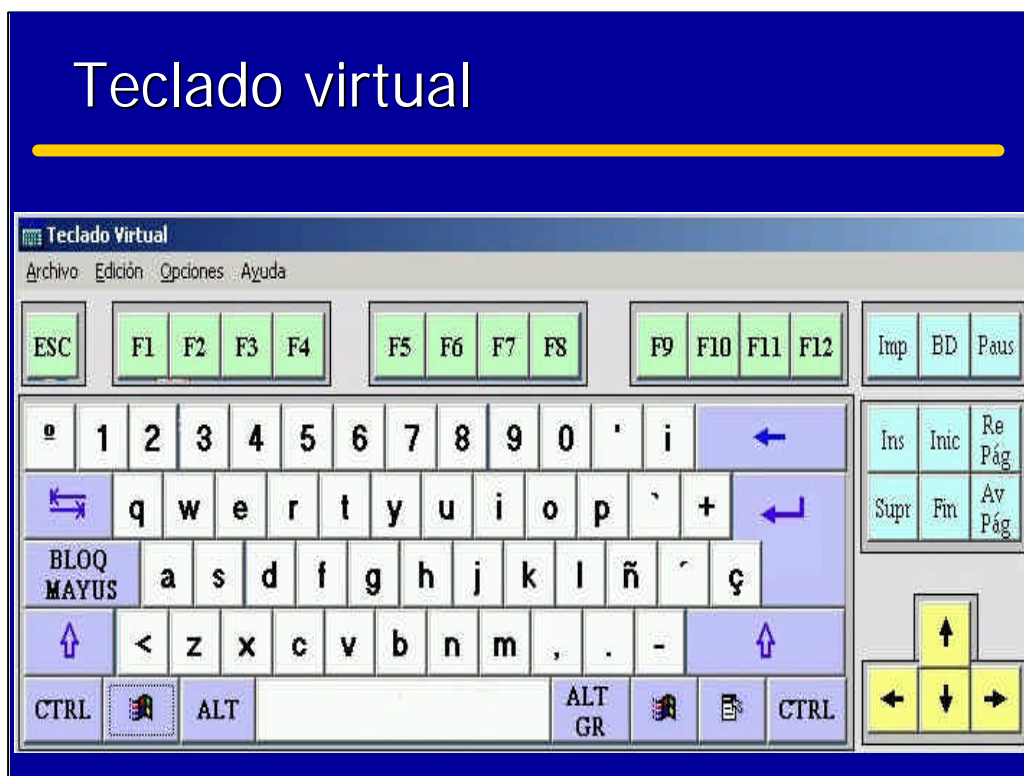 Teclado virtual
Teclado Virtual
Archivo Edición Opciones Ayuda
ESC F1 F2 F3 F4 F5 F6 F7 F8 F9 F10 F11 F12 Imp BD Paus
º 1 2 3 4 5 6 7 8 9 0 ' i ←
Ins Inic Re Pág
q w e r t y u i o p ` +
Supr Fin Av Pág
BLOQ MAYUS a s d f g h j k l ñ ´ ç
< z x c v b n m , . -
CTRL ALT ALT GR CTRL